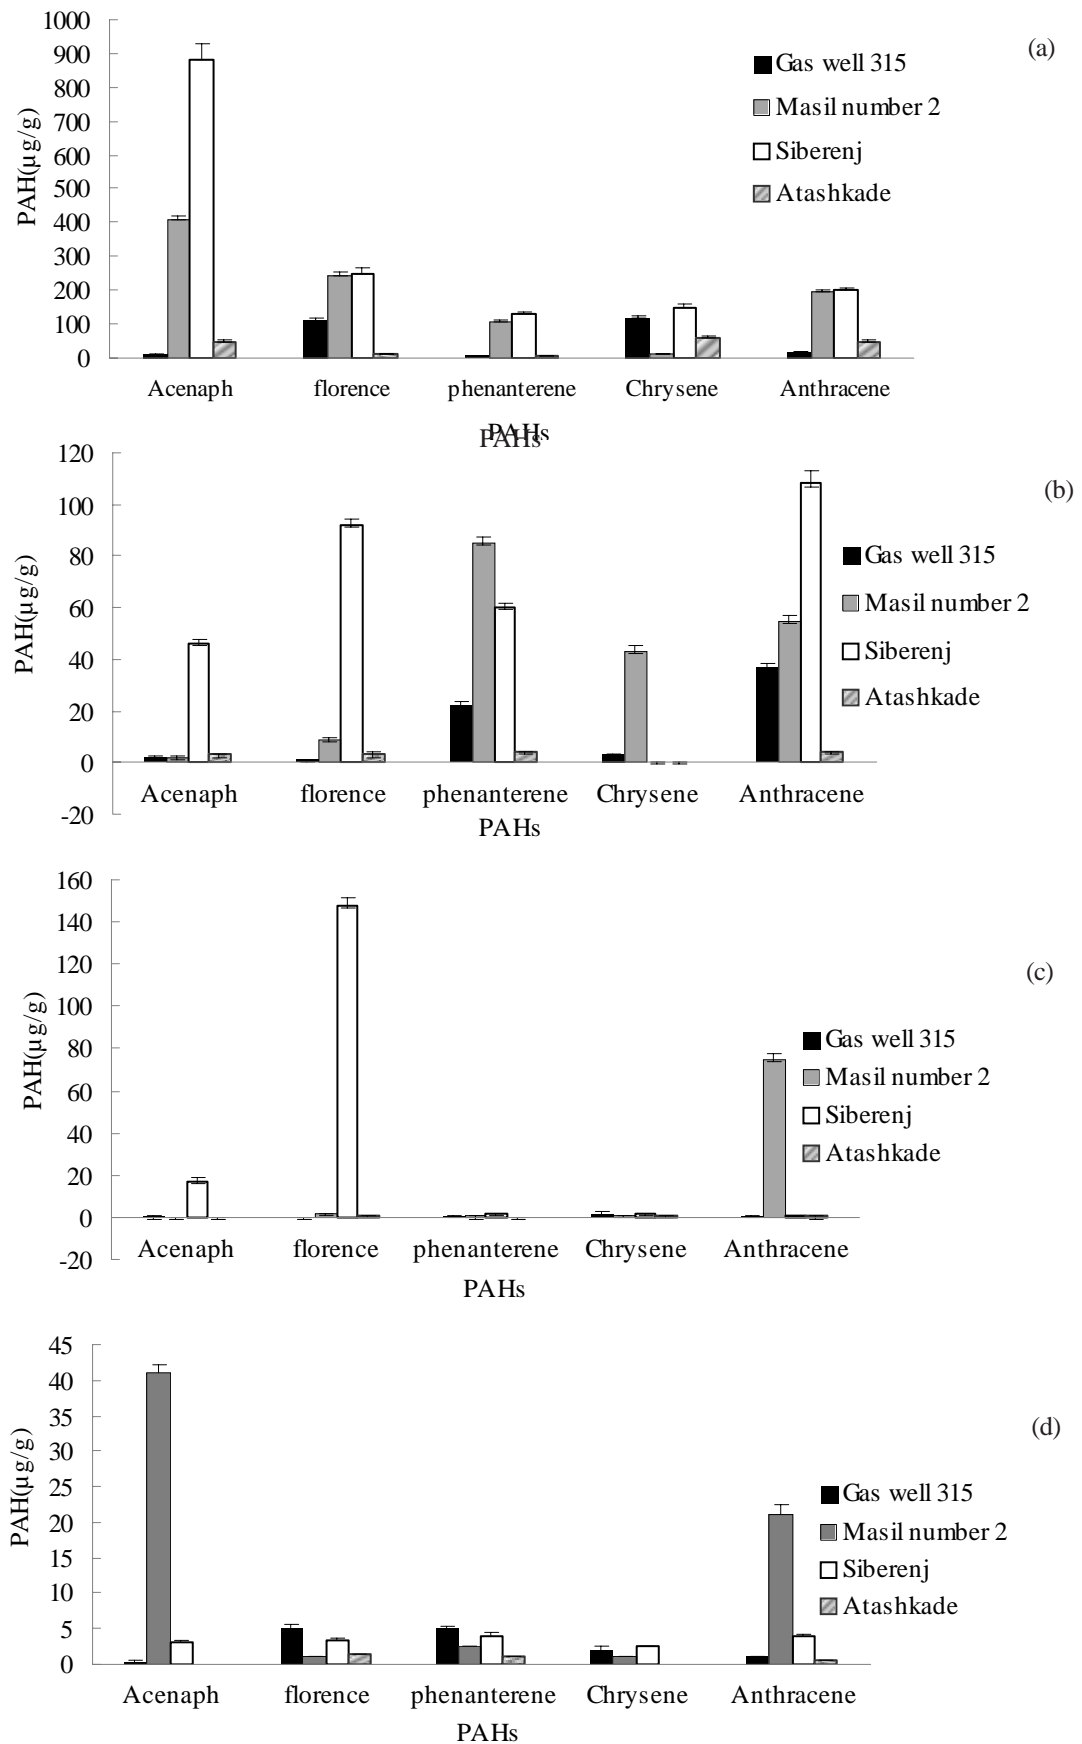 1000
900
800
700
600
500
400
300
200
100
0
PAH(µg/g)
(a)
Gas well 315
Masil number 2
Siberenj
Atashkade
Acenaph florence phenanterene Chrysene Anthracene
PAHs
PAHs
120
100
80
60
40
20
0
-20
PAH(µg/g)
(b)
Gas well 315
Masil number 2
Siberenj
Atashkade
Acenaph florence phenanterene Chrysene Anthracene
PAHs
160
140
120
100
80
60
40
20
0
-20
PAH(µg/g)
(c)
Gas well 315
Masil number 2
Siberenj
Atashkade
Acenaph florence phenanterene Chrysene Anthracene
PAHs
45
40
35
30
25
20
15
10
5
0
PAH(µg/g)
(d)
Gas well 315
Masil number 2
Siberenj
Atashkade
Acenaph florence phenanterene Chrysene Anthracene
PAHs